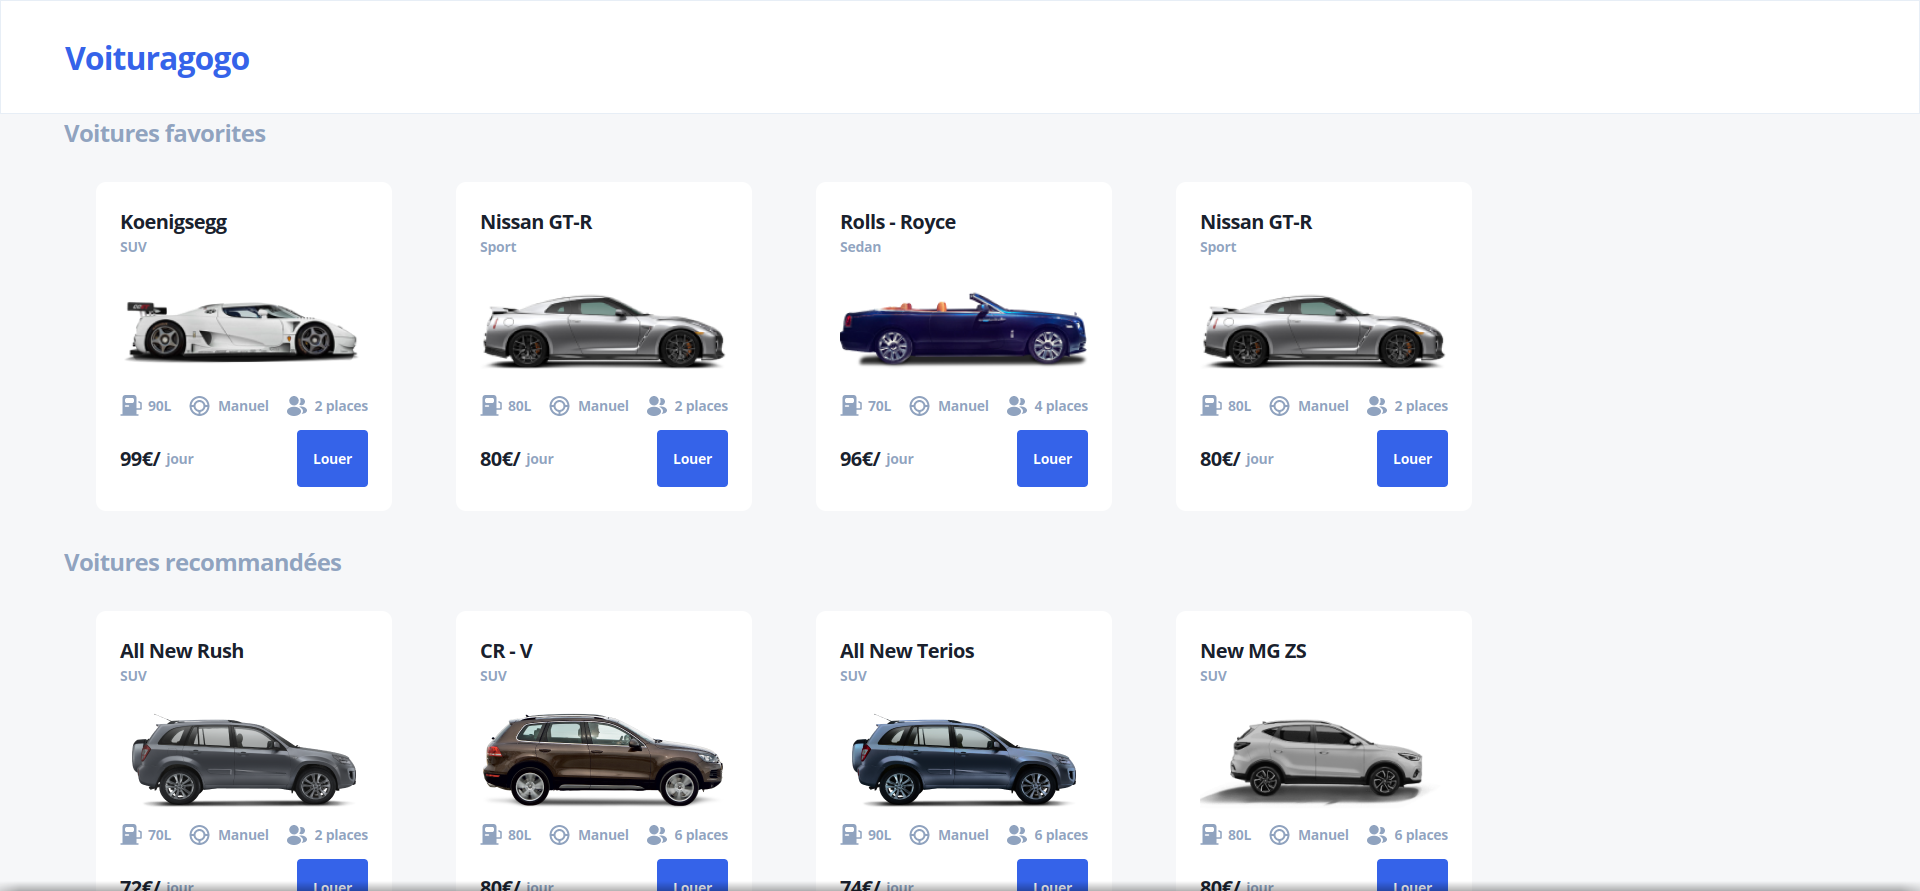 Voituragogo
Voitures favorites
Koenigsegg
SUV
90L Manuel 2 places
99€/ jour Louer
Nissan GT-R
Sport
80L Manuel 2 places
80€/ jour Louer
Rolls - Royce
Sedan
70L Manuel 4 places
96€/ jour Louer
Nissan GT-R
Sport
80L Manuel 2 places
80€/ jour Louer
Voitures recommandées
All New Rush
SUV
70L Manuel 2 places
72€/ jour Louer
CR - V
SUV
80L Manuel 6 places
80€/ jour Louer
All New Terios
SUV
90L Manuel 6 places
74€/ jour Louer
New MG ZS
SUV
80L Manuel 6 places
80€/ jour Louer